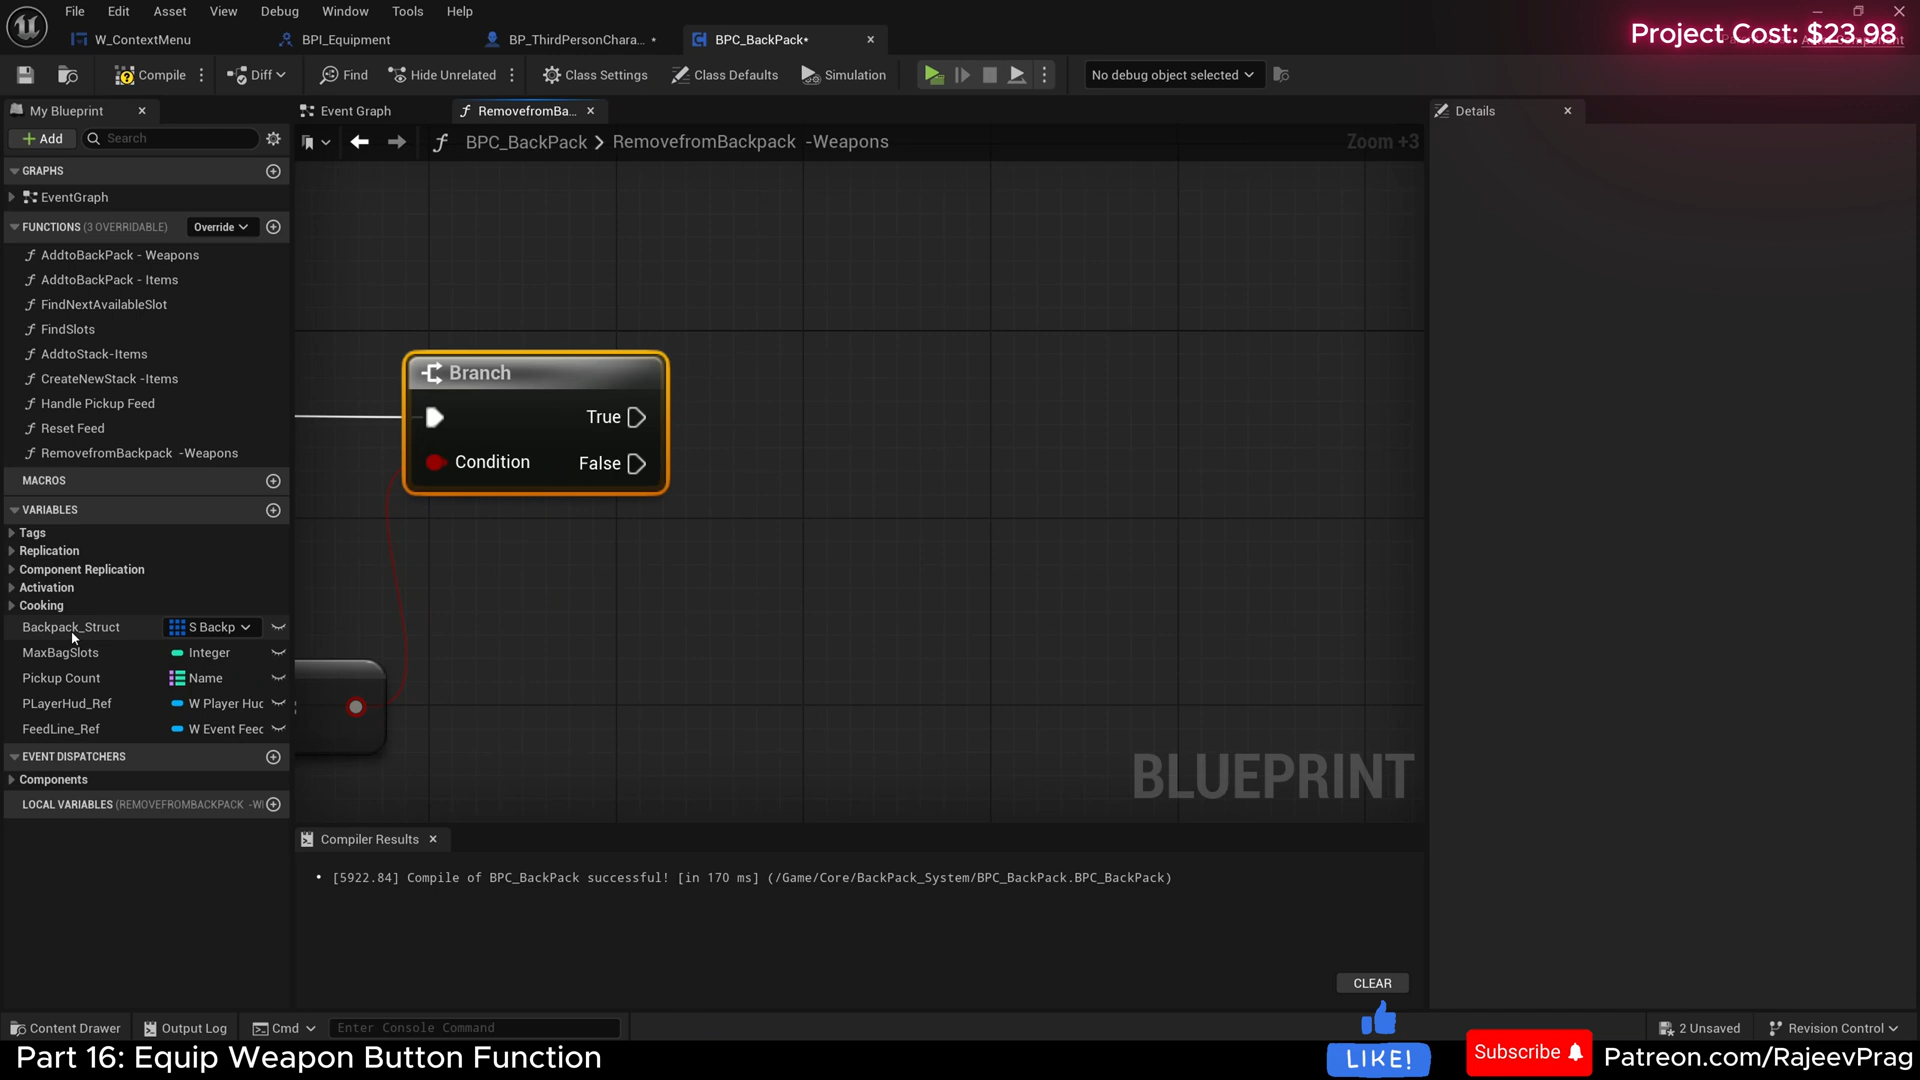 File Edit Asset View Debug Window Tools Help
Project Cost: $23.98
W_ContextMenu BPI_Equipment BP_ThirdPersonChara... • BPC_BackPack•
Compile Diff Find Hide Unrelated Class Settings Class Defaults Simulation No debug object selected
My Blueprint Event Graph f RemovefromBa... Details
Add Search
f BPC_BackPack > RemovefromBackpack -Weapons Zoom +3
GRAPHS
EventGraph
FUNCTIONS (3 OVERRIDABLE) Override
f AddtoBackPack - Weapons
f AddtoBackPack - Items
f FindNextAvailableSlot
f FindSlots
f AddtoStack-Items
f CreateNewStack -Items
f Handle Pickup Feed
f Reset Feed
f RemovefromBackpack -Weapons
MACROS
VARIABLES
Tags
Replication
Component Replication
Activation
Cooking
Backpack_Struct S Backp
MaxBagSlots Integer
Pickup Count Name
PLayerHud_Ref W Player Huc
FeedLine_Ref W Event Feec
EVENT DISPATCHERS
Components
LOCAL VARIABLES (REMOVEFROMBACKPACK -WI
Branch
True
Condition False
BLUEPRINT
Compiler Results
• [5922.84] Compile of BPC_BackPack successful! [in 170 ms] (/Game/Core/BackPack_System/BPC_BackPack.BPC_BackPack)
CLEAR
Content Drawer Output Log Cmd Enter Console Command 2 Unsaved Revision Control
Part 16: Equip Weapon Button Function LIKE! Subscribe Patreon.com/RajeevPrag